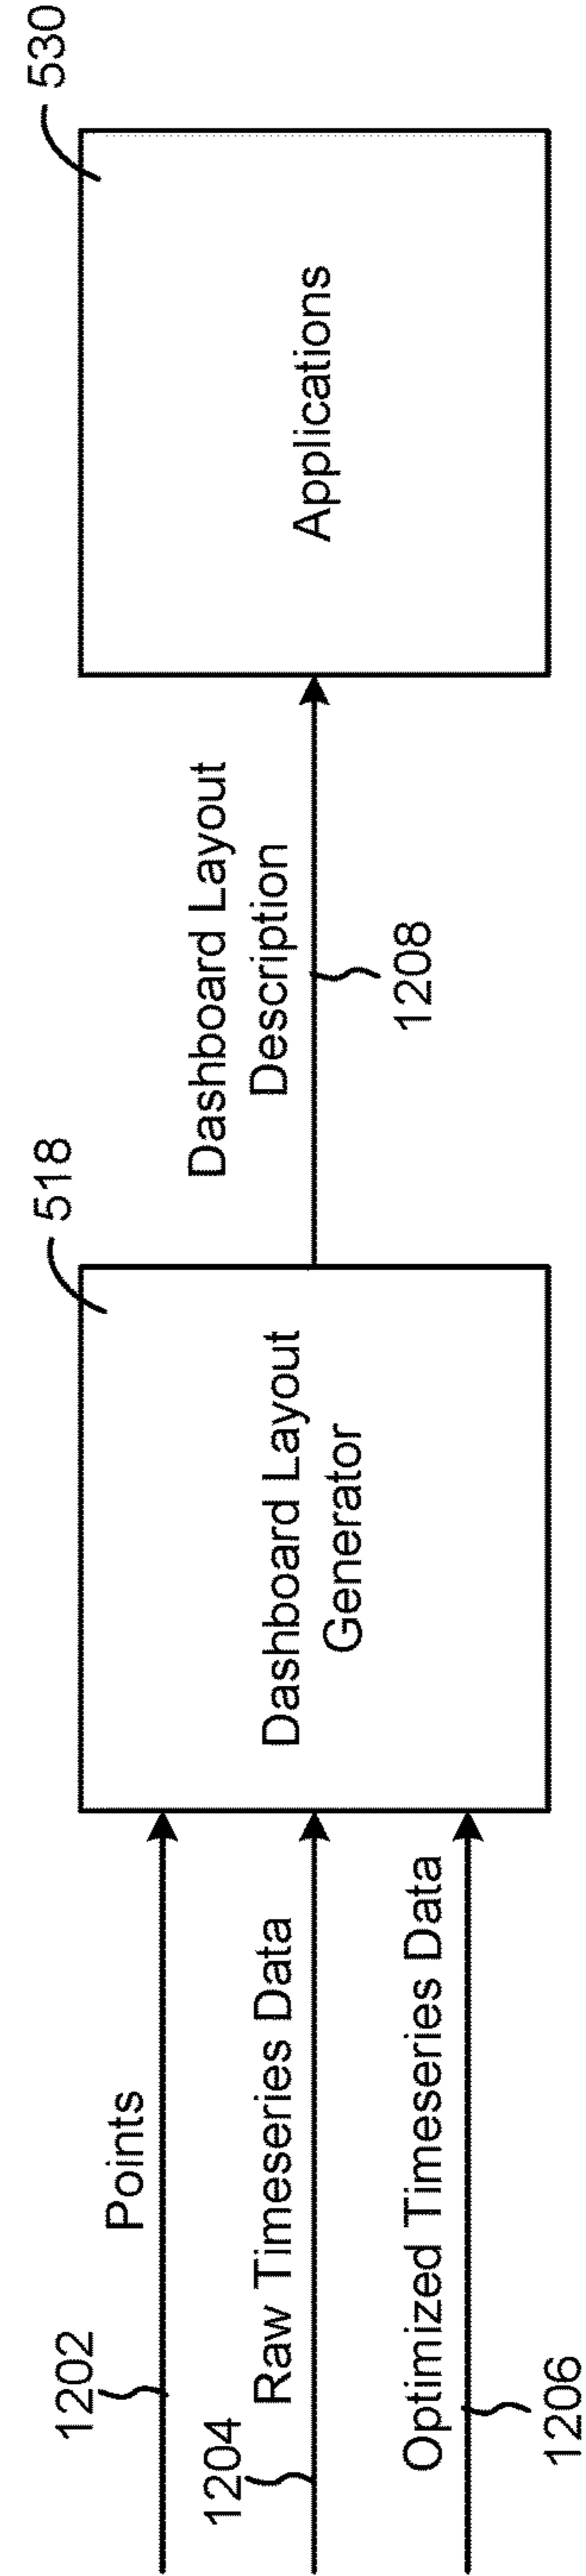 1202
Points
1204
Raw Timeseries Data
Optimized Timeseries Data
1206
518
Dashboard Layout
Generator
Dashboard Layout
Description
1208
530
Applications